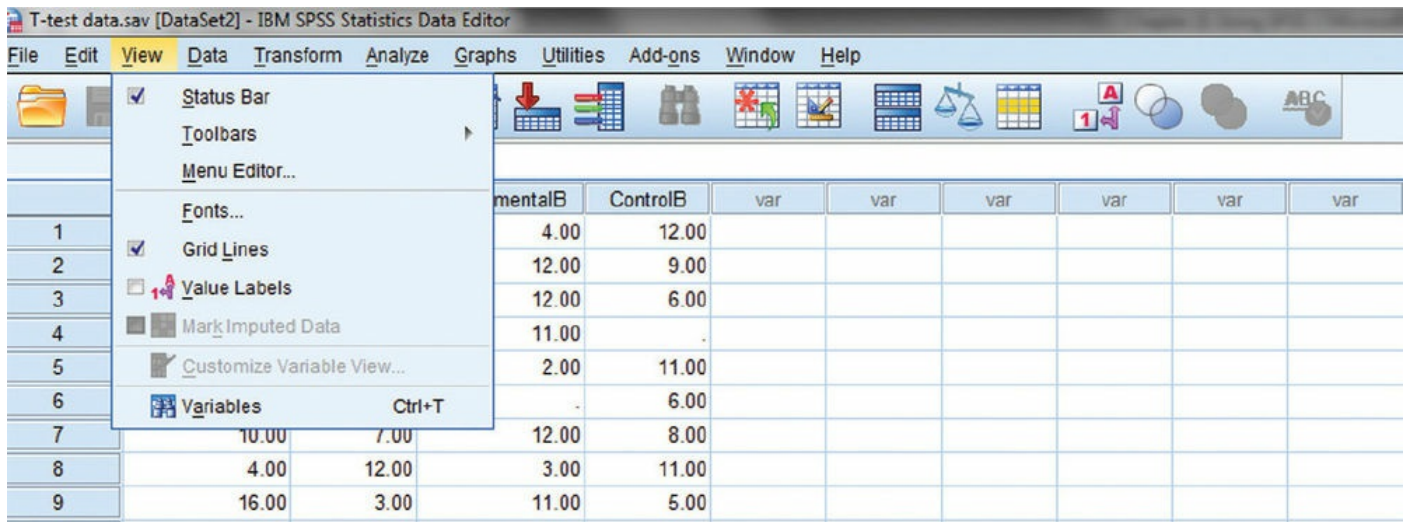 T-test data.sav [DataSet2] - IBM SPSS Statistics Data Editor
File Edit View Data Transform Analyze Graphs Utilities Add-ons Window Help
Status Bar
Toolbars
Menu Editor...
Fonts...
Grid Lines
Value Labels
Mark Imputed Data
Customize Variable View...
Variables Ctrl+T
A
1
ABC
mentalB ControlB var var var var var var
1 4.00 12.00
2 12.00 9.00
3 12.00 6.00
4 11.00 .
5 2.00 11.00
6 . 6.00
7 10.00 7.00 12.00 8.00
8 4.00 12.00 3.00 11.00
9 16.00 3.00 11.00 5.00